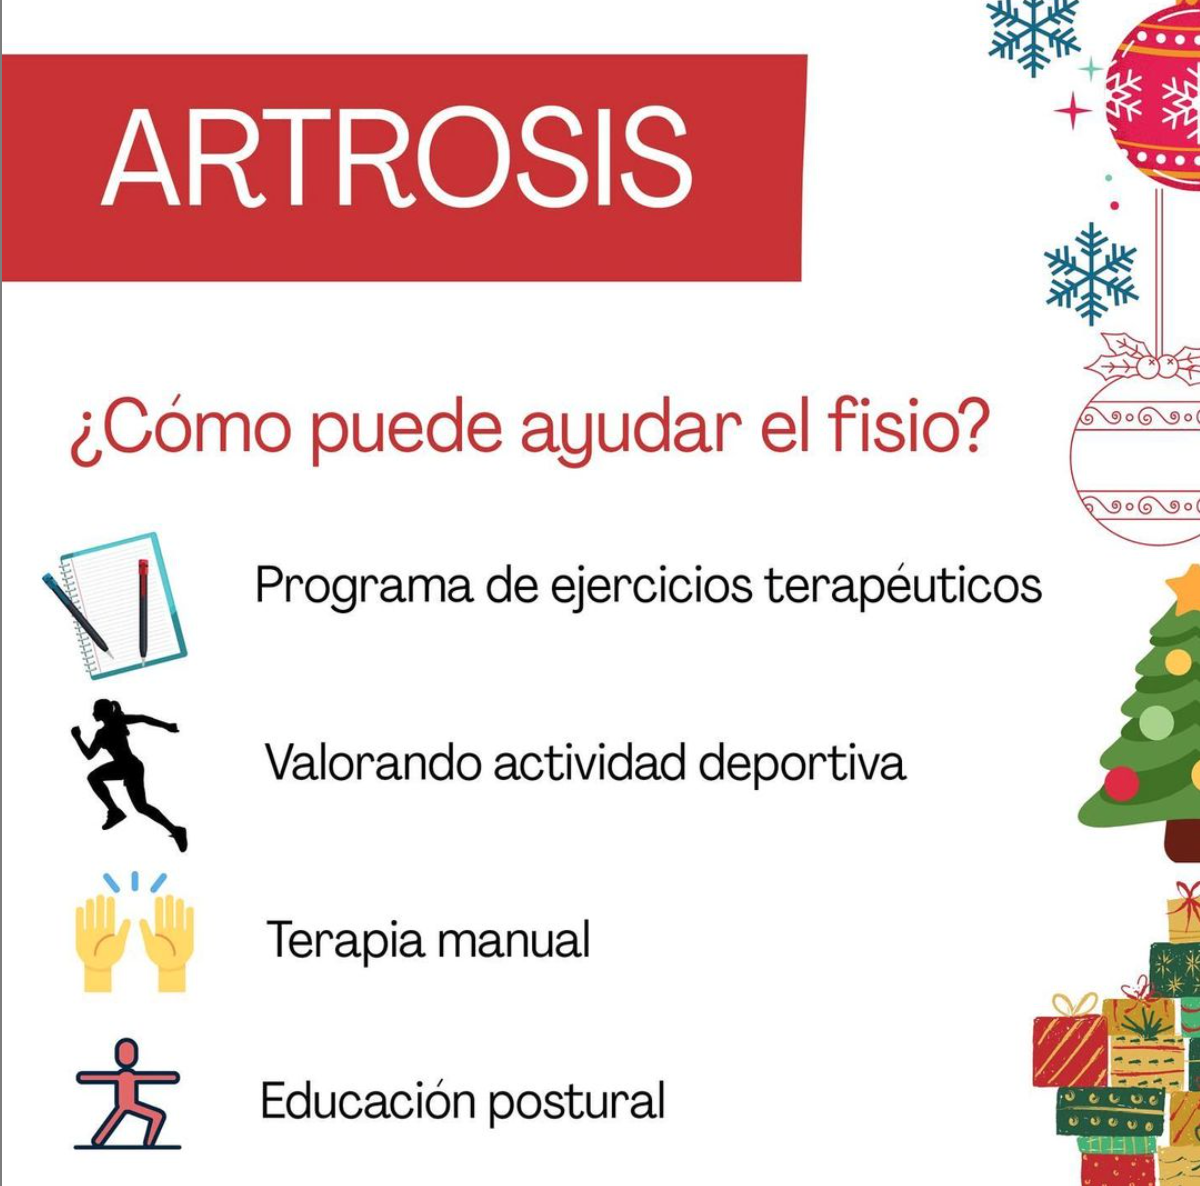 ARTROSIS
¿Cómo puede ayudar el fisio?
Programa de ejercicios terapéuticos
Valorando actividad deportiva
Terapia manual
Educación postural